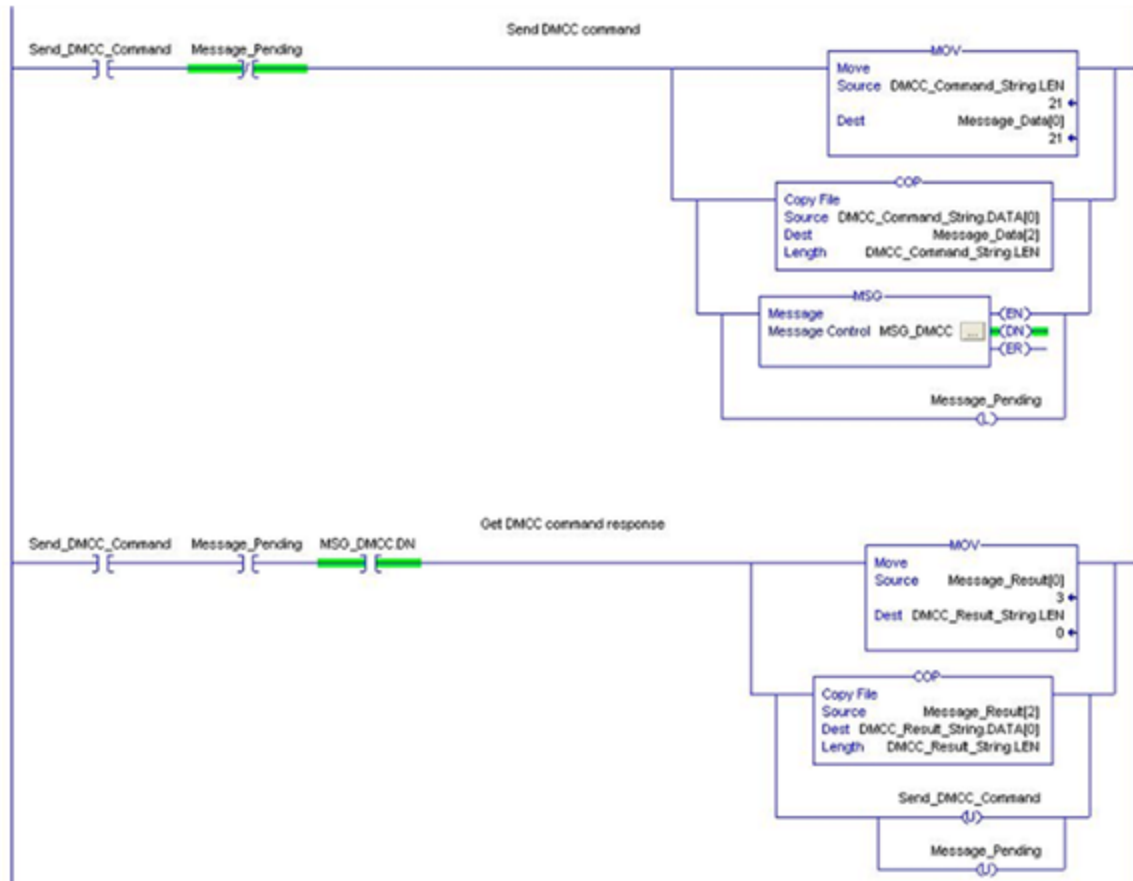 Send DMCC command
Send_DMCC_Command Message_Pending
MOV
Move
Source DMCC_Command_String.LEN
21
Dest Message_Data[0]
21
COP
Copy File
Source DMCC_Command_String.DATA[0]
Dest Message_Data[2]
Length DMCC_Command_String.LEN
MSG
Message
Message Control MSG_DMCC ...
EN
DN
ER
Message_Pending
L
Get DMCC command response
Send_DMCC_Command Message_Pending MSG_DMCC.DN
MOV
Move
Source Message_Result[0]
3
Dest DMCC_Result_String.LEN
0
COP
Copy File
Source Message_Result[2]
Dest DMCC_Result_String.DATA[0]
Length DMCC_Result_String.LEN
Send_DMCC_Command
U
Message_Pending
U